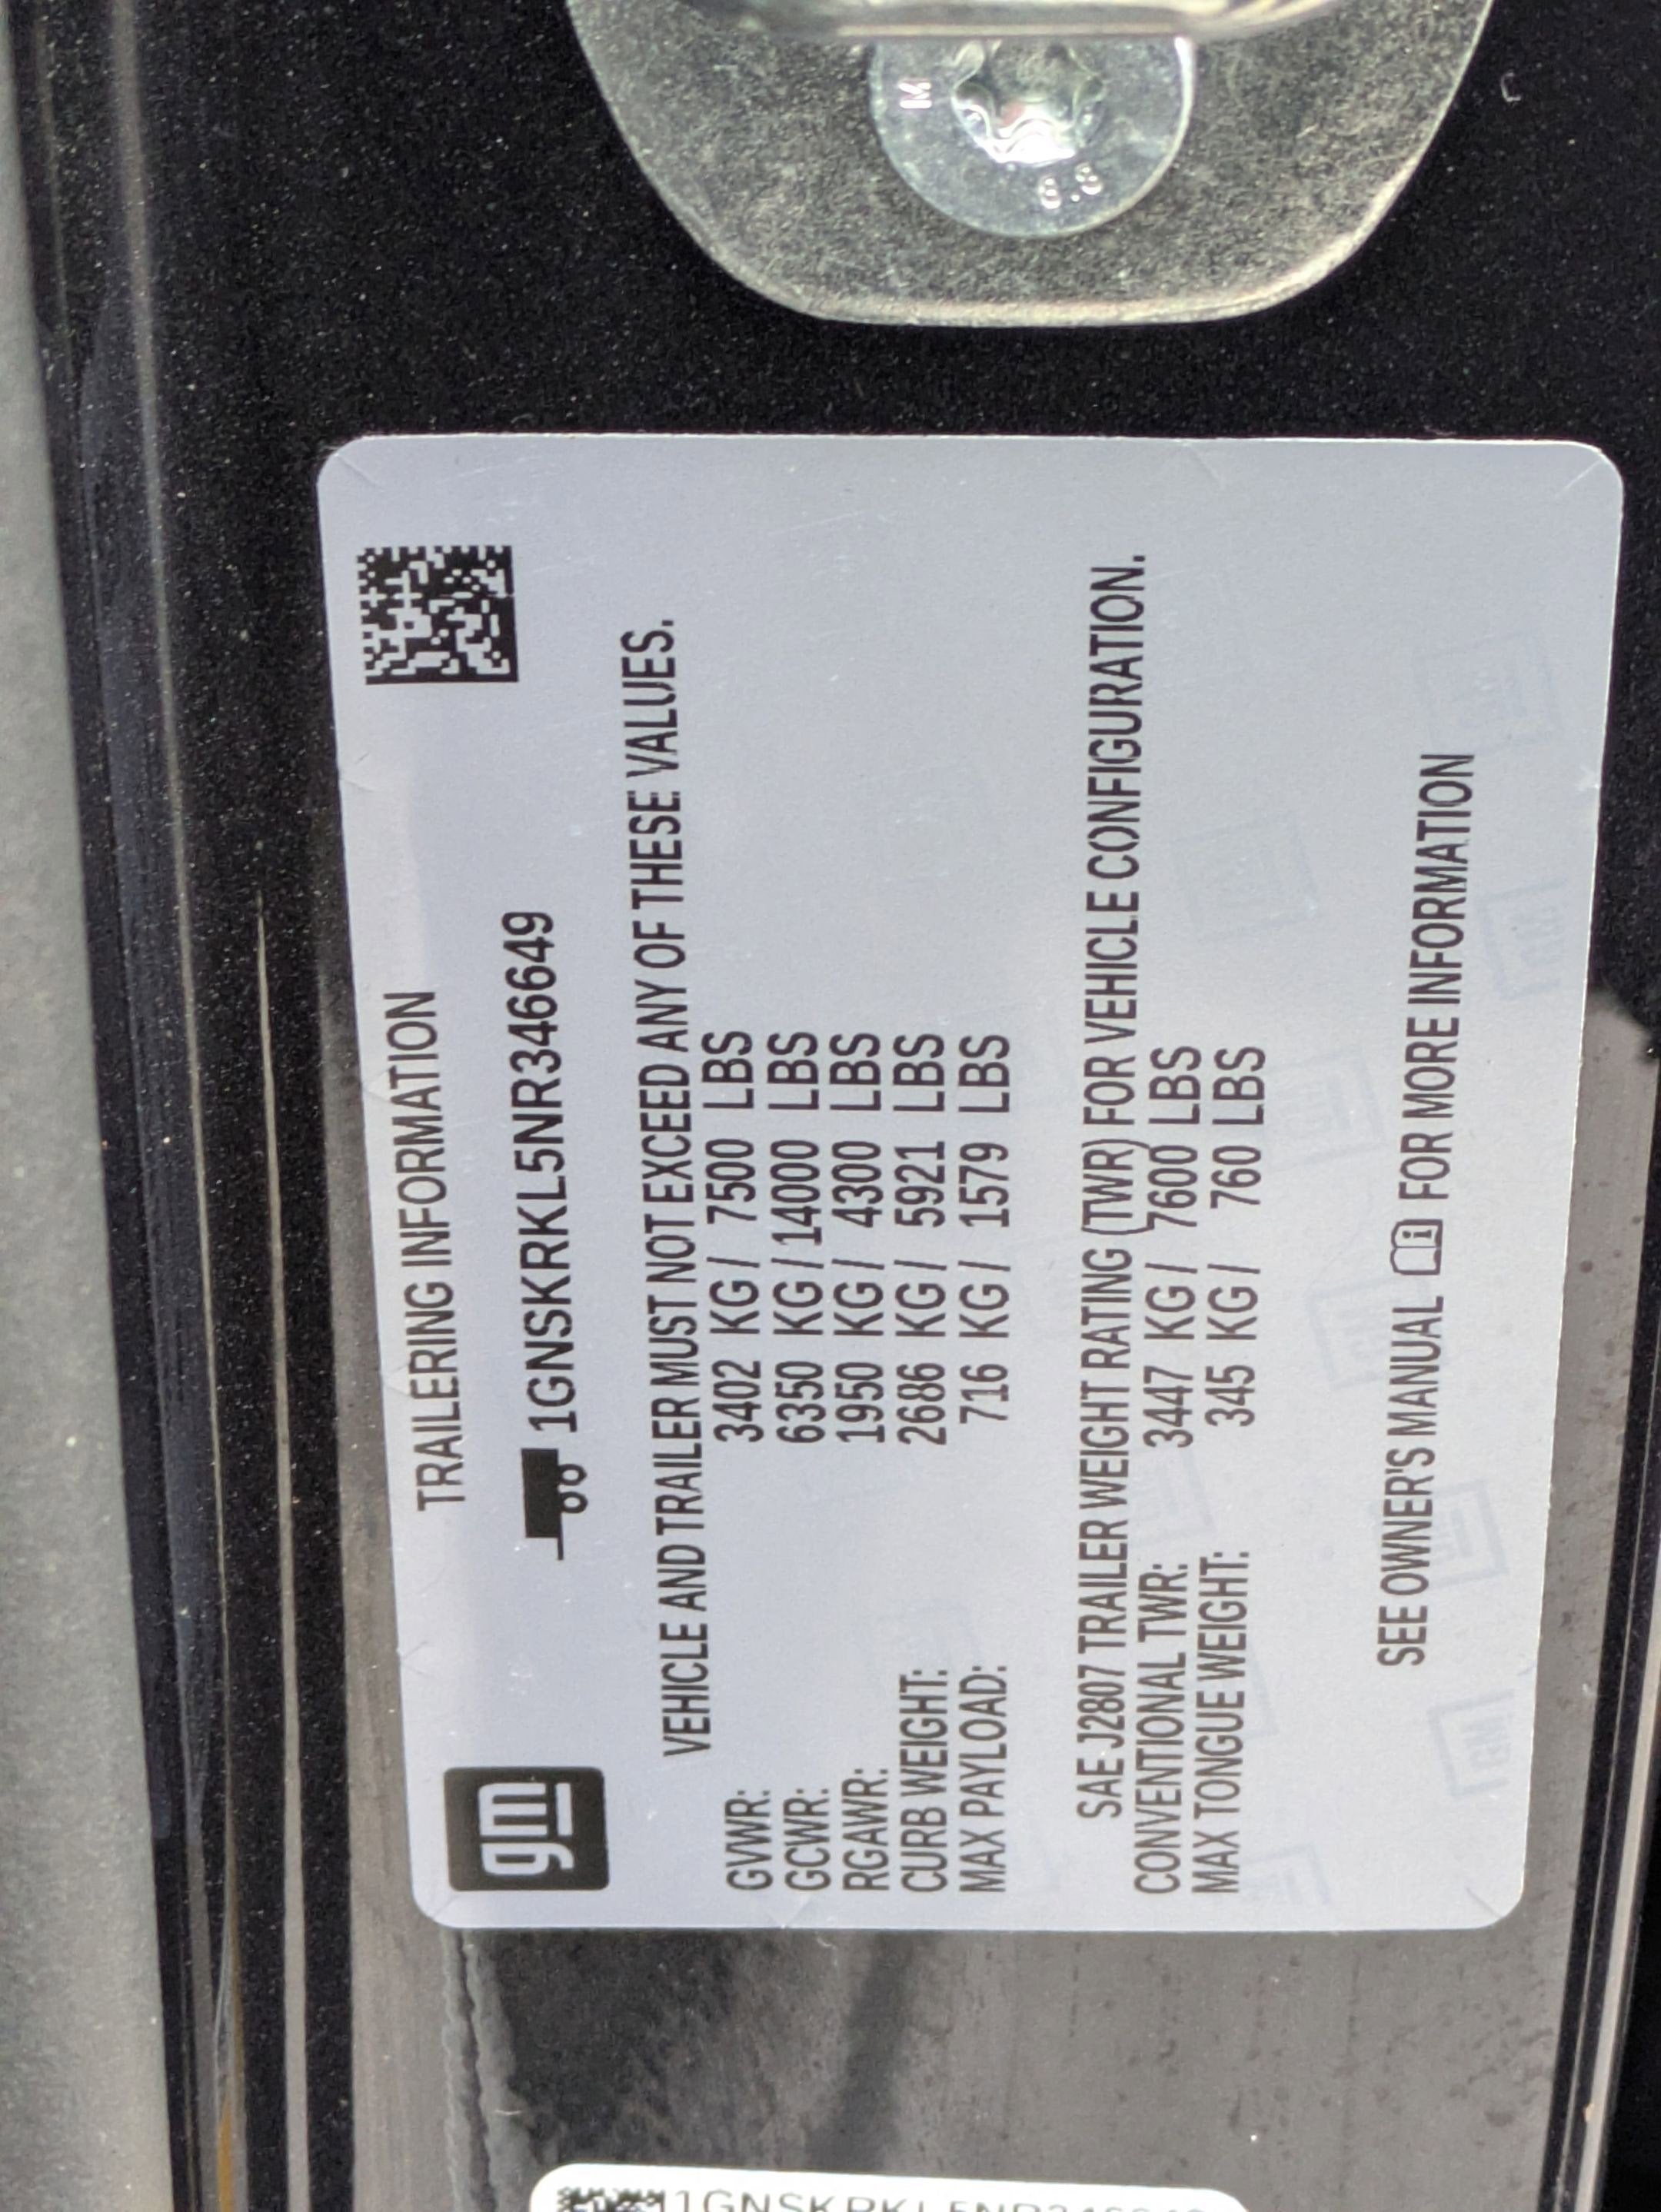 gm
TRAILERING INFORMATION
1GNSKRKL5NR346649
VEHICLE AND TRAILER MUST NOT EXCEED ANY OF THESE VALUES.
GVWR: 3402 KG / 7500 LBS
GCWR: 6350 KG / 14000 LBS
RGAWR: 1950 KG / 4300 LBS
CURB WEIGHT: 2686 KG / 5921 LBS
MAX PAYLOAD: 716 KG / 1579 LBS
SAE J2807 TRAILER WEIGHT RATING (TWR) FOR VEHICLE CONFIGURATION.
CONVENTIONAL TWR: 3447 KG / 7600 LBS
MAX TONGUE WEIGHT: 345 KG / 760 LBS
SEE OWNER'S MANUAL FOR MORE INFORMATION
M
8.8